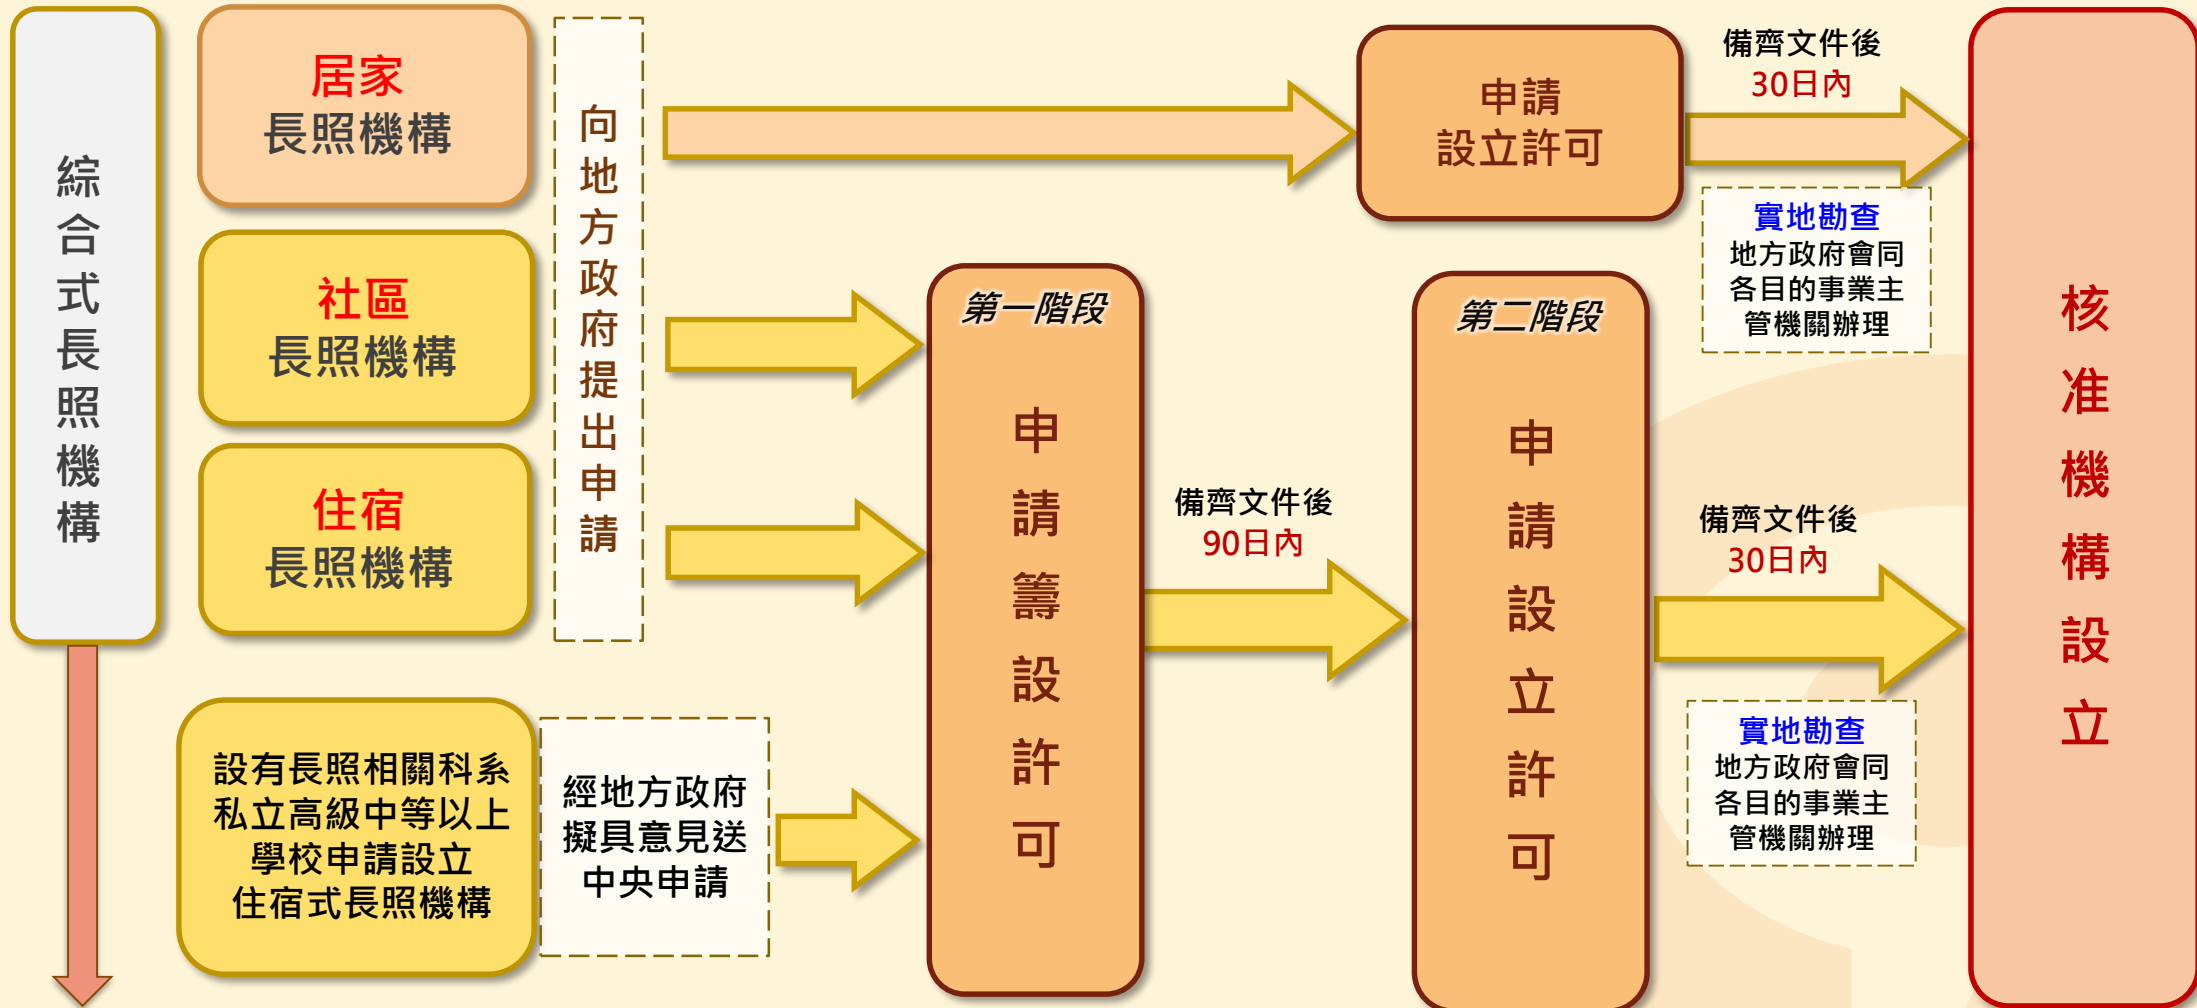 綜合式長照機構
居家
長照機構
社區
長照機構
住宿
長照機構
向地方政府提出申請
設有長照相關科系
私立高級中等以上
學校申請設立
住宿式長照機構
經地方政府
擬具意見送
中央申請
第一階段
申請籌設許可
備齊文件後
90日內
申請
設立許可
第二階段
申請設立許可
備齊文件後
30日內
實地勘查
地方政府會同
各目的事業主
管機關辦理
備齊文件後
30日內
實地勘查
地方政府會同
各目的事業主
管機關辦理
核准機構設立